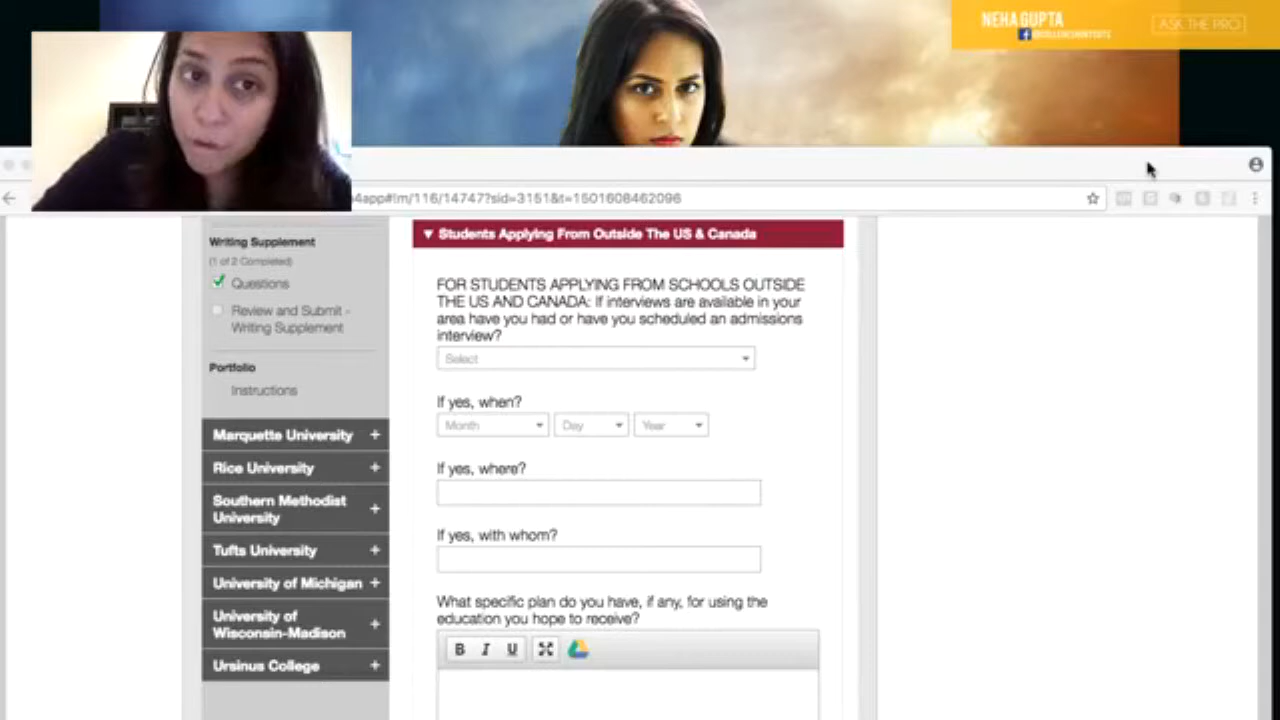 NEHA GUPTA
ASK THE PRO
@COLLEGESHORTCUTS
4app#!m/116/14747?sid=3151&t=1501608462096
Writing Supplement
(1 of 2 Completed)
Questions
Review and Submit -
Writing Supplement
Portfolio
Instructions
Marquette University +
Rice University +
Southern Methodist
University +
Tufts University +
University of Michigan +
University of
Wisconsin-Madison +
Ursinus College +
Students Applying From Outside The US & Canada
FOR STUDENTS APPLYING FROM SCHOOLS OUTSIDE
THE US AND CANADA: If interviews are available in your
area have you had or have you scheduled an admissions
interview?
Select
If yes, when?
Month Day Year
If yes, where?
If yes, with whom?
What specific plan do you have, if any, for using the
education you hope to receive?
B I U